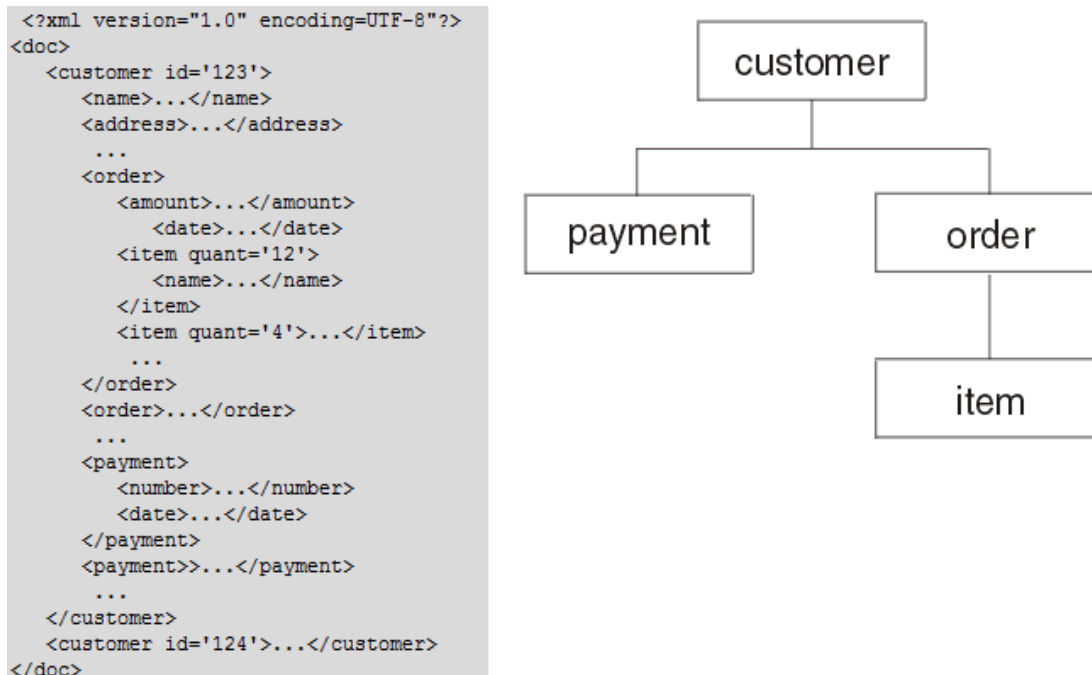 <?xml version="1.0" encoding=UTF-8"?>
<doc>
<customer id='123'>
<name>...</name>
<address>...</address>
...
<order>
<amount>...</amount>
<date>...</date>
<item quant='12'>
<name>...</name>
</item>
<item quant='4'>...</item>
...
</order>
<order>...</order>
...
<payment>
<number>...</number>
<date>...</date>
</payment>
<payment>>...</payment>
...
</customer>
<customer id='124'>...</customer>
</doc>
customer
payment
order
item